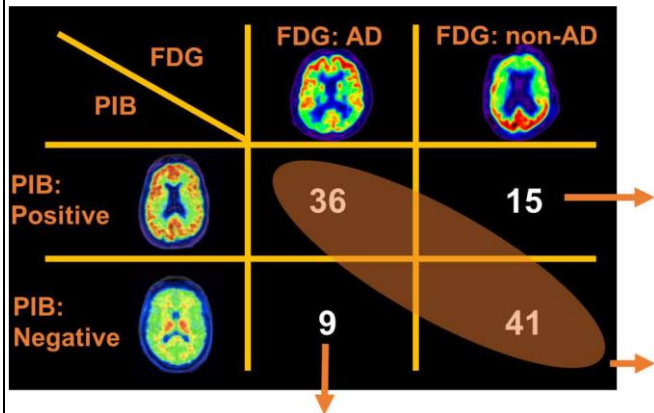 FDG
PIB
FDG: AD
FDG: non-AD
PIB:
Positive
36
15
PIB:
Negative
9
41